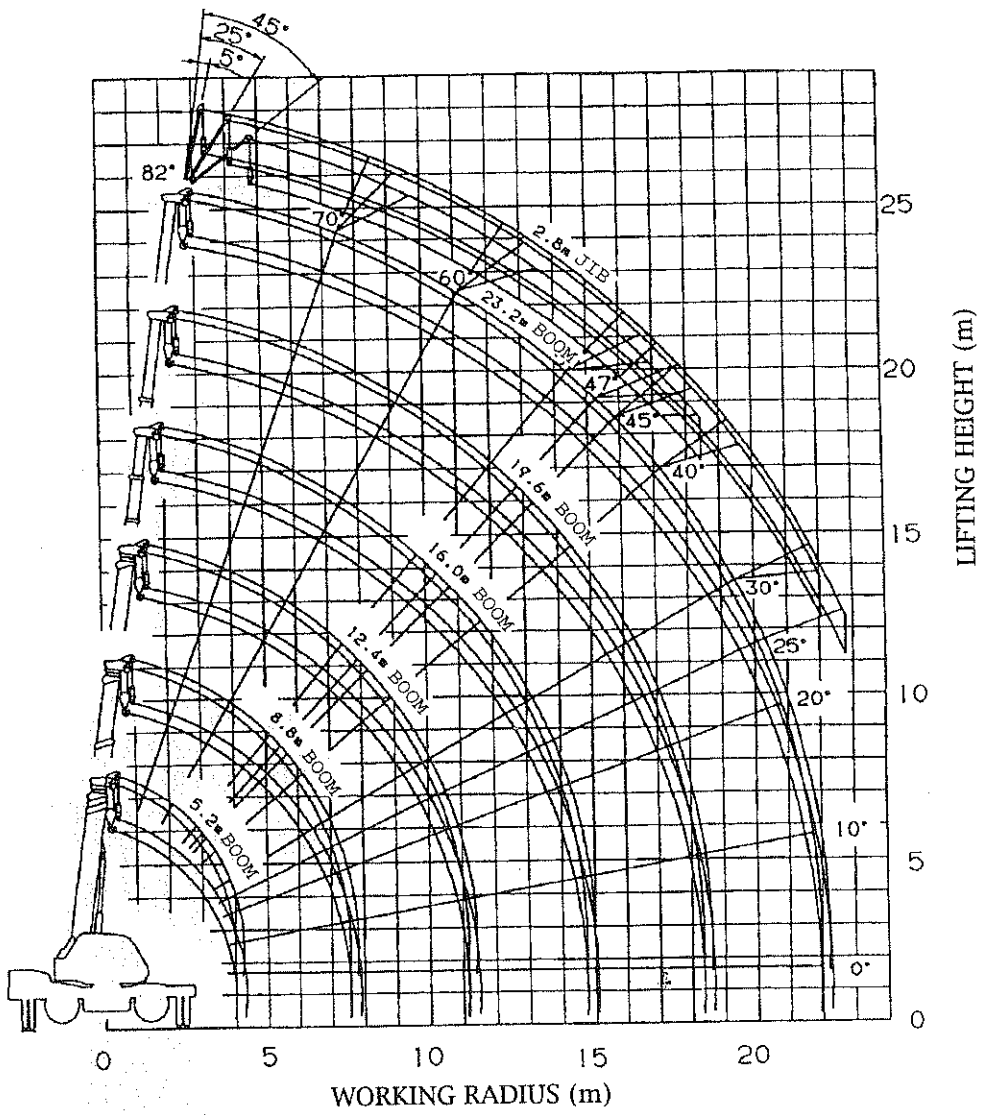 45°
25°
5°
82°
70°
60
2.8m JIB
23.2m BOOM
47°
45°
40°
19.6m BOOM
16.0m BOOM
12.4m BOOM
8.8m BOOM
5.2m BOOM
30°
25°
20°
10°
0°
25
20
15
10
5
0
LIFTING HEIGHT (m)
0 5 10 15 20
WORKING RADIUS (m)